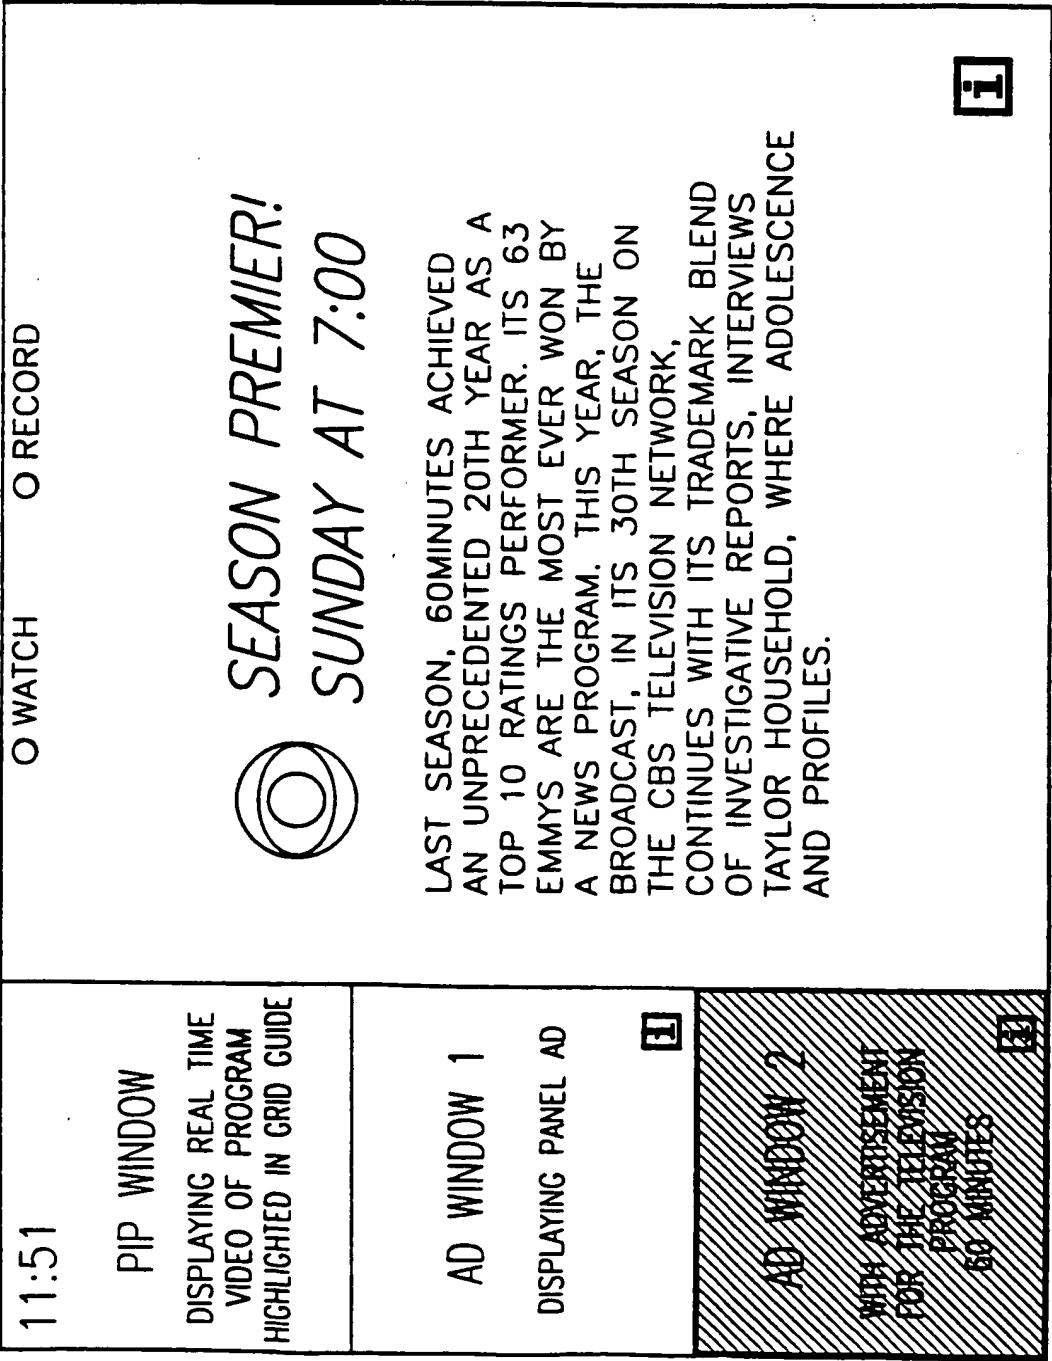 11:51
O WATCH
O RECORD
PIP WINDOW
DISPLAYING REAL TIME
VIDEO OF PROGRAM
HIGHLIGHTED IN GRID GUIDE
AD WINDOW 1
DISPLAYING PANEL AD
i
AD WINDOW 2
WITH ADVERTISEMENT
FOR THE TELEVISION
PROGRAM
60 MINUTES
i
SEASON PREMIER!
SUNDAY AT 7:00
LAST SEASON, 60MINUTES ACHIEVED
AN UNPRECEDENTED 20TH YEAR AS A
TOP 10 RATINGS PERFORMER. ITS 63
EMMYS ARE THE MOST EVER WON BY
A NEWS PROGRAM. THIS YEAR, THE
BROADCAST, IN ITS 30TH SEASON ON
THE CBS TELEVISION NETWORK,
CONTINUES WITH ITS TRADEMARK BLEND
OF INVESTIGATIVE REPORTS, INTERVIEWS
TAYLOR HOUSEHOLD, WHERE ADOLESCENCE
AND PROFILES.
i